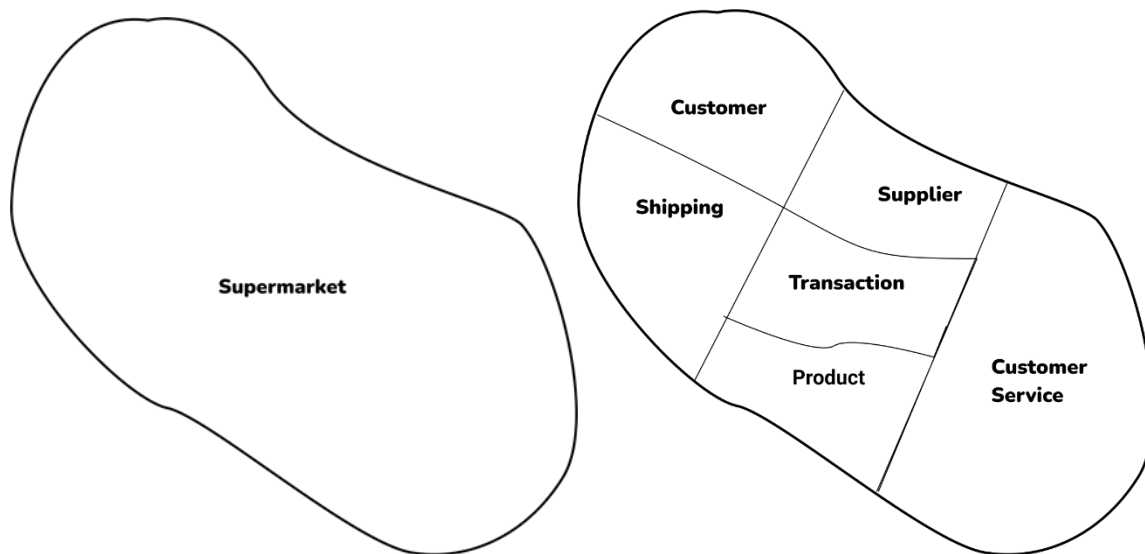 Supermarket
Customer
Shipping
Supplier
Transaction
Product
Customer
Service